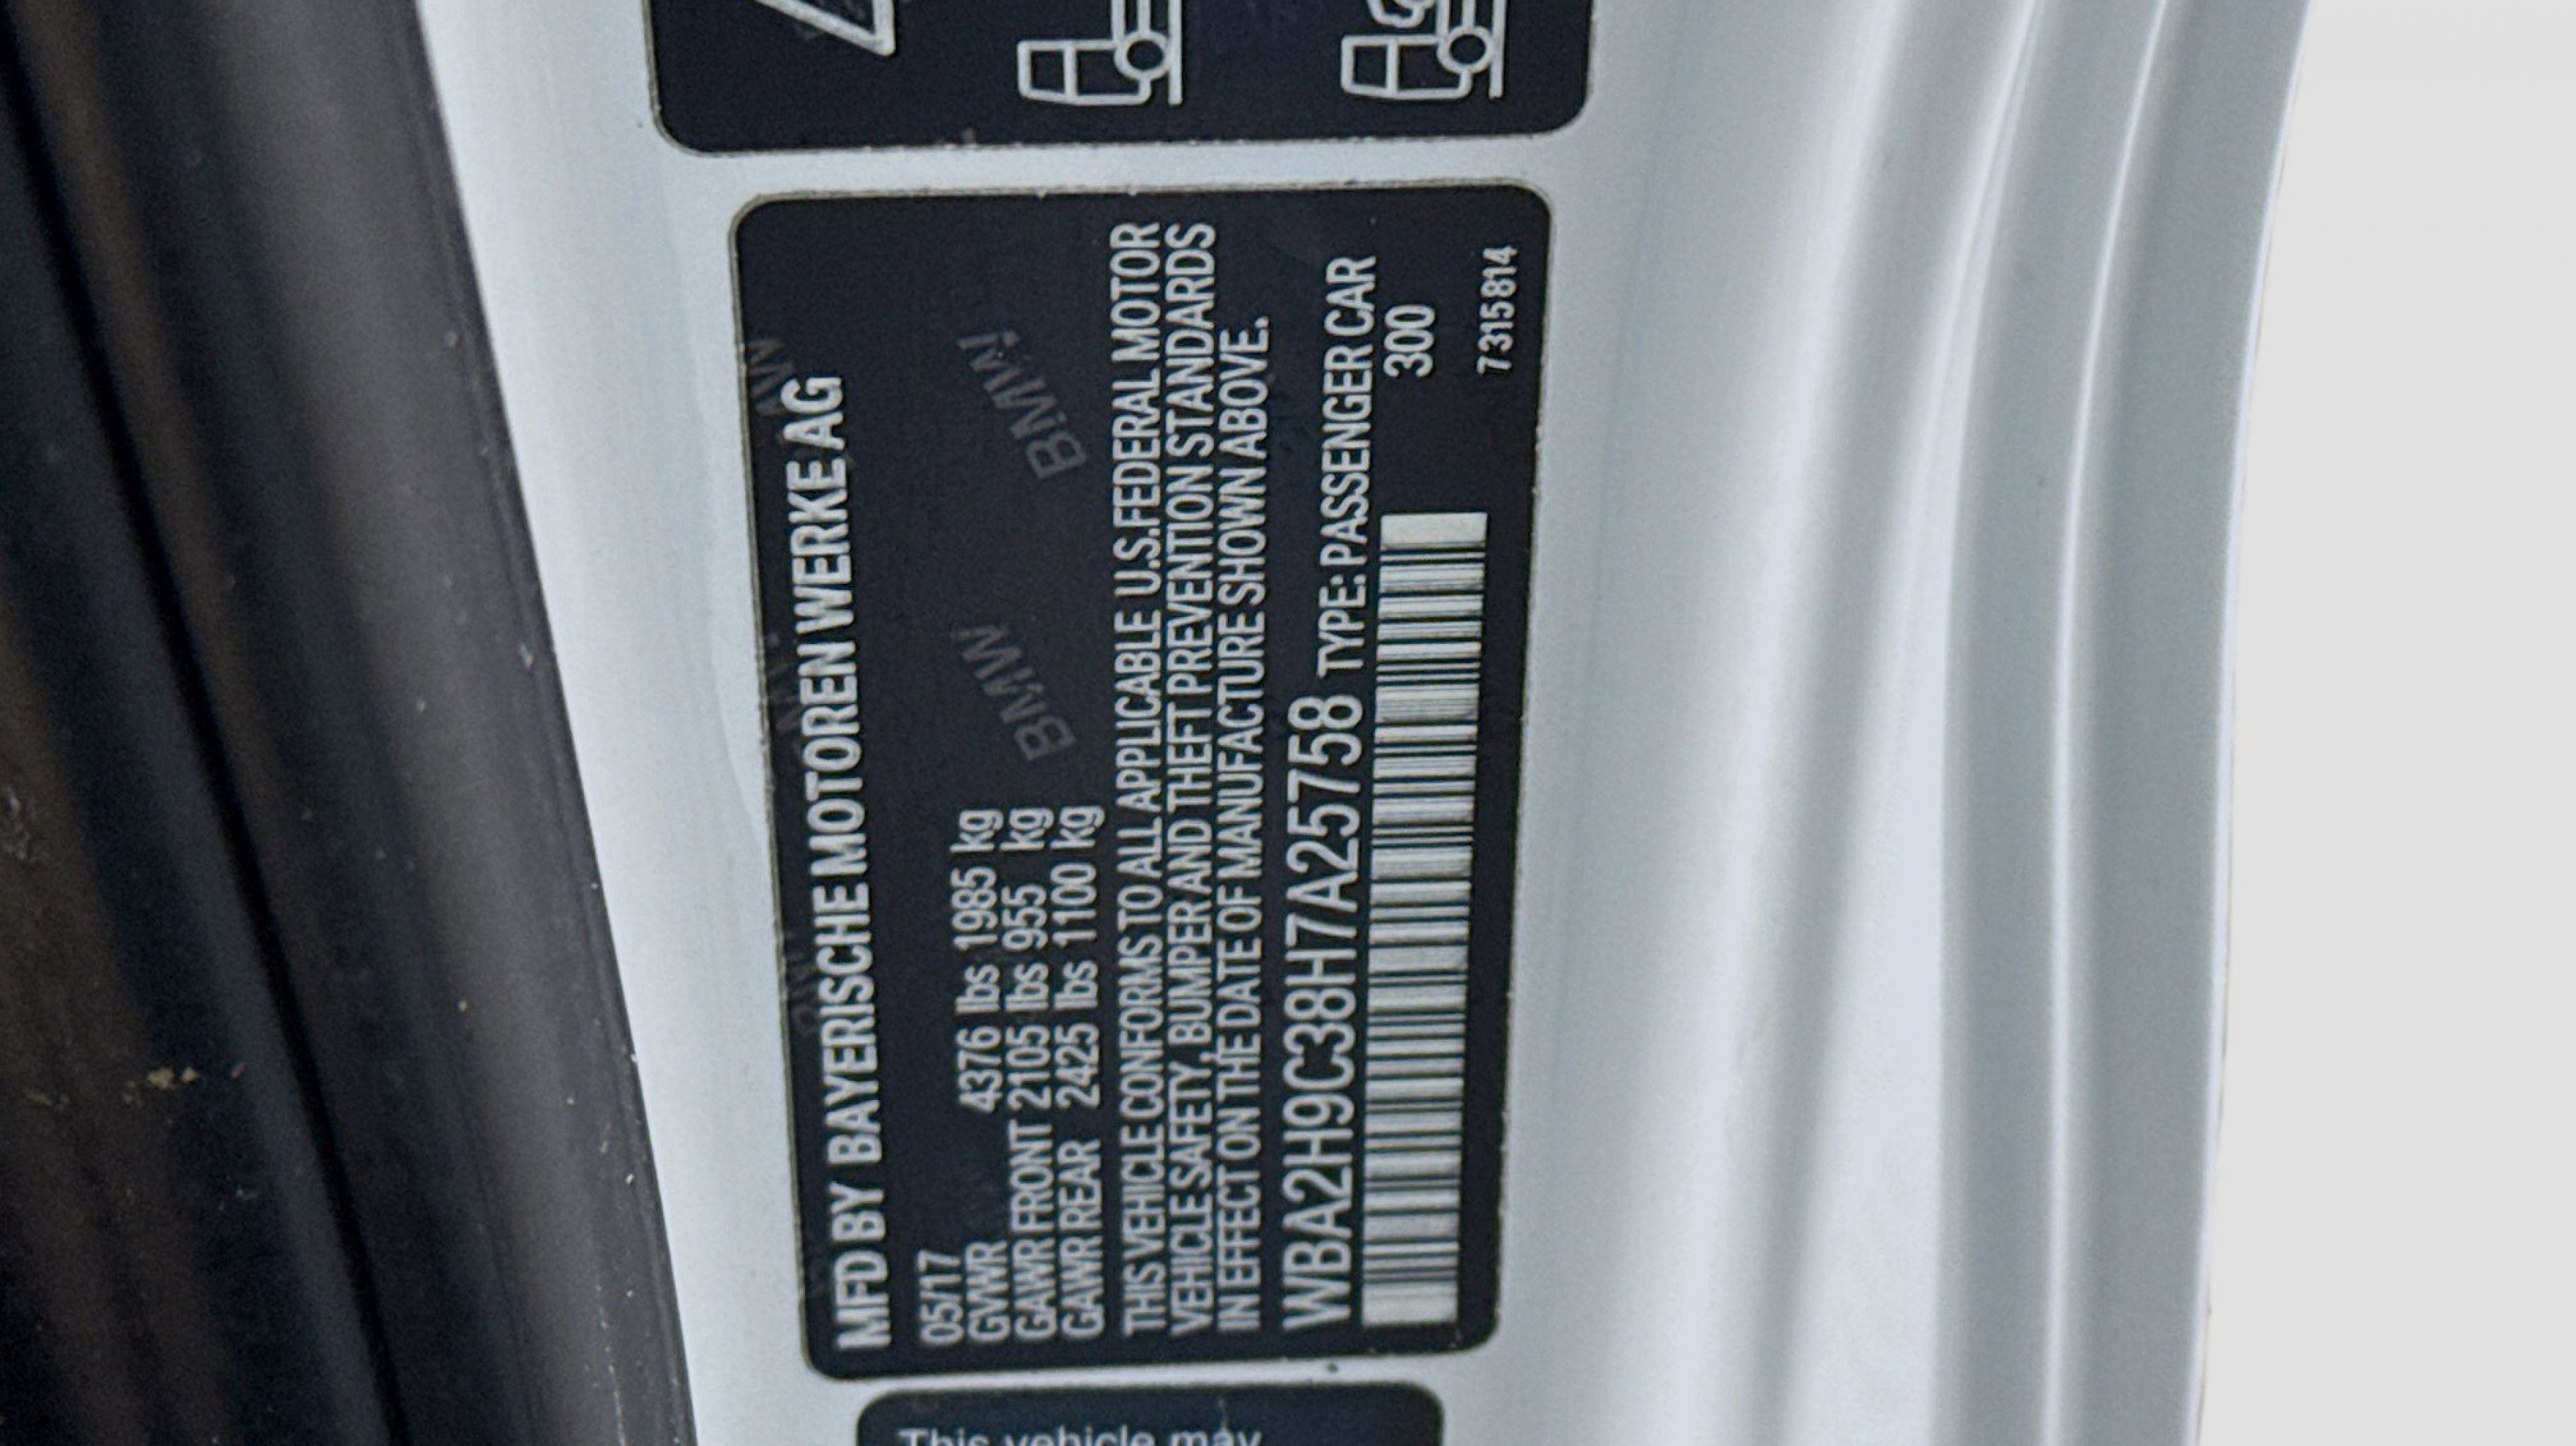 MFD BY BAYERISCHE MOTOREN WERKE AG
05/17
GVWR 4376 lbs 1985 kg
GAWR FRONT 2105 lbs 955 kg
GAWR REAR 2425 lbs 1100 kg
BMW BMW
THIS VEHICLE CONFORMS TO ALL APPLICABLE U.S.FEDERAL MOTOR
VEHICLE SAFETY, BUMPER AND THEFT PREVENTION STANDARDS
IN EFFECT ON THE DATE OF MANUFACTURE SHOWN ABOVE.
WBA2H9C38H7A25758 TYPE: PASSENGER CAR
300
7315814
This vehicle may